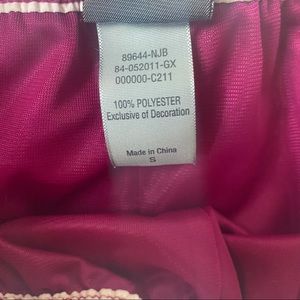 89644-NJB
84-052011-GX
000000-C211
100% POLYESTER
Exclusive of Decoration
Made in China
S